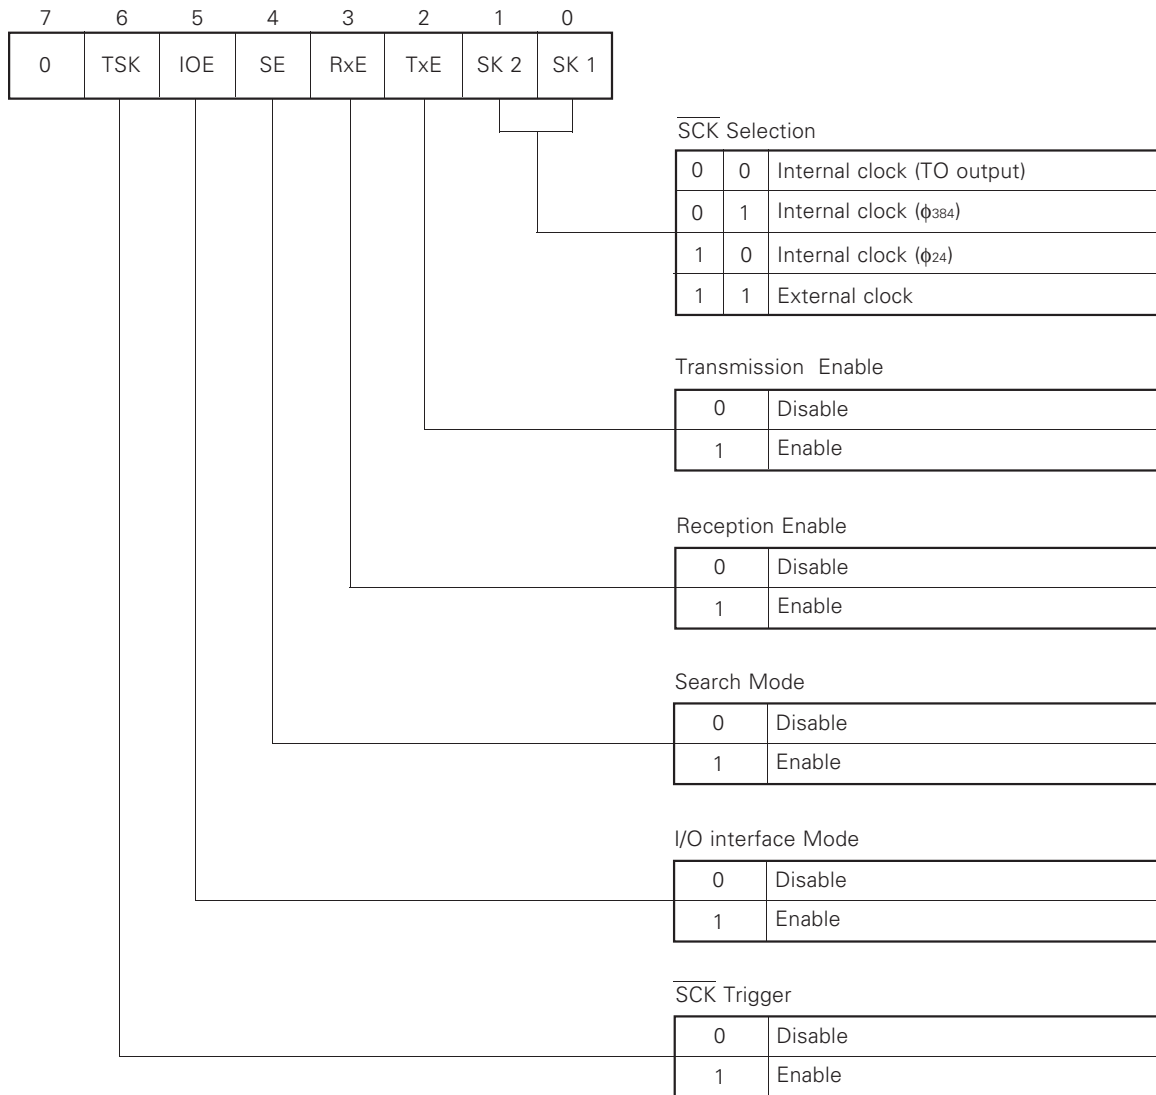 7 6 5 4 3 2 1 0
0 TSK IOE SE RxE TxE SK 2 SK 1
SCK Selection
0 0 Internal clock (TO output)
0 1 Internal clock (ϕ384)
1 0 Internal clock (ϕ24)
1 1 External clock
Transmission Enable
0 Disable
1 Enable
Reception Enable
0 Disable
1 Enable
Search Mode
0 Disable
1 Enable
I/O interface Mode
0 Disable
1 Enable
SCK Trigger
0 Disable
1 Enable